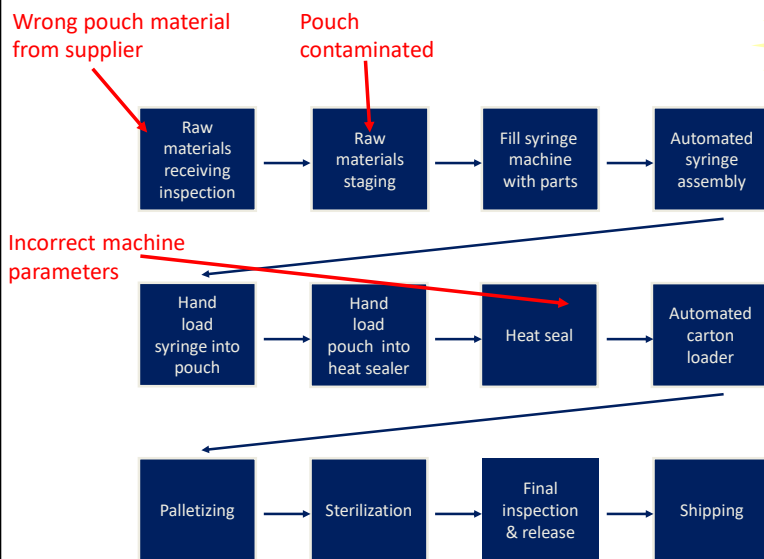 Wrong pouch material
from supplier
Pouch
contaminated
Raw
materials
receiving
inspection
Raw
materials
staging
Fill syringe
machine
with parts
Automated
syringe
assembly
Incorrect machine
parameters
Hand
load
syringe into
pouch
Hand
load
pouch into
heat sealer
Heat seal
Automated
carton
loader
Palletizing
Sterilization
Final
inspection
& release
Shipping